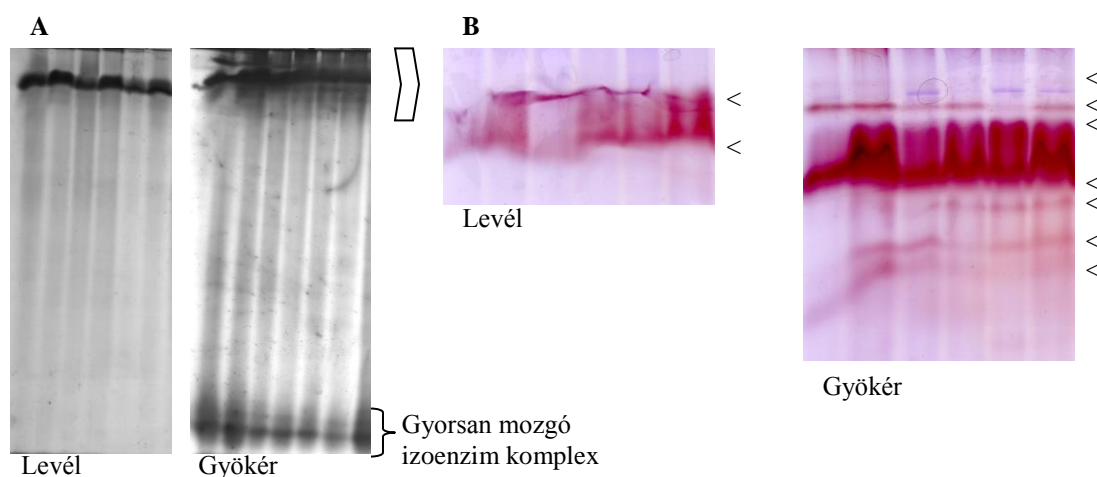 A
B
Levél
Gyökér
Gyorsan mozgó
izoenzim komplex
Levél
Gyökér
<
<
<
<
<
<
<
<
<